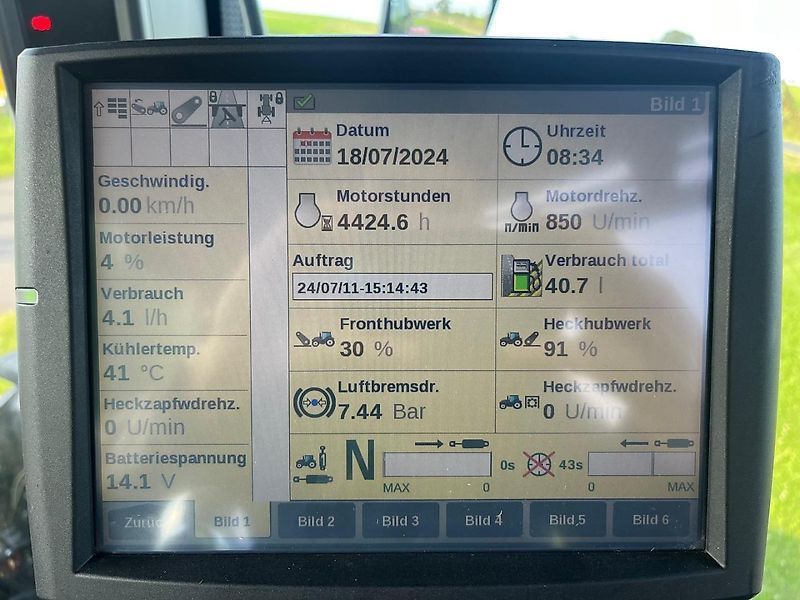 Bild 1
Datum
18/07/2024
Uhrzeit
08:34
Geschwindig.
0.00 km/h
Motorstunden
4424.6 h
Motordrehz.
n/min
850 U/min
Motorleistung
4 %
Auftrag
24/07/11-15:14:43
Verbrauch total
40.7 l
Verbrauch
4.1 l/h
Fronthubwerk
30 %
Heckhubwerk
91 %
Kühlertemp.
41 °C
Luftbremsdr.
7.44 Bar
Heckzapfwdrehz.
0 U/min
Heckzapfwdrehz.
0 U/min
Batteriespannung
14.1 V
N
0s
43s
MAX 0
0 MAX
Zurück
Bild 1
Bild 2
Bild 3
Bild 4
Bild 5
Bild 6